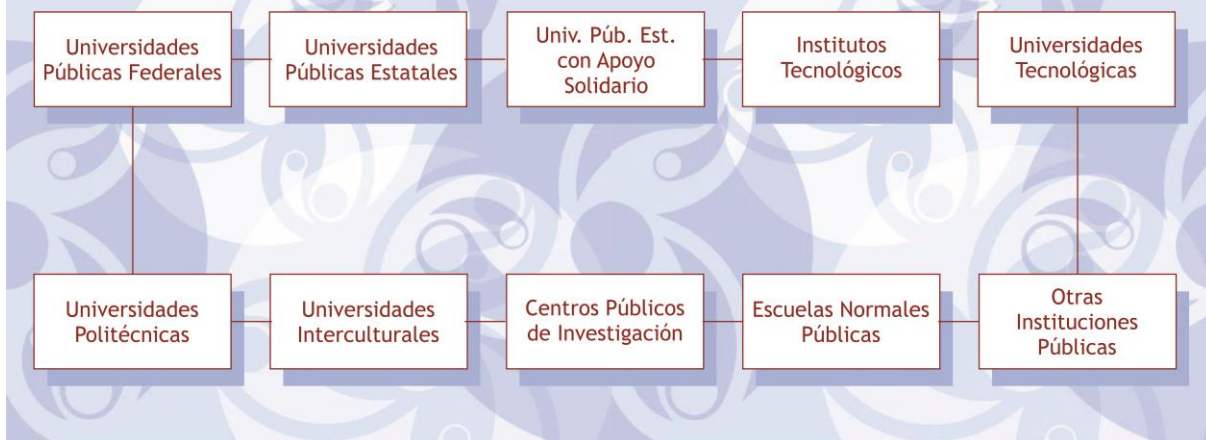 Universidades
Públicas Federales
Universidades
Públicas Estatales
Univ. Púb. Est.
con Apoyo
Solidario
Institutos
Tecnológicos
Universidades
Tecnológicas
Universidades
Politécnicas
Universidades
Interculturales
Centros Públicos
de Investigación
Escuelas Normales
Públicas
Otras
Instituciones
Públicas